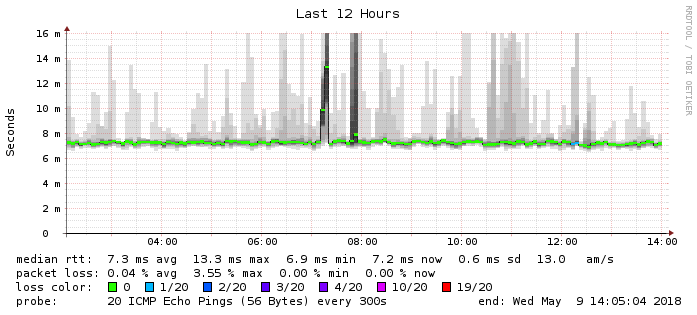 Last 12 Hours
RRDTOOL / TOBI OETIKER
Seconds
16 m
14 m
12 m
10 m
8 m
6 m
4 m
2 m
0
04:00 06:00 08:00 10:00 12:00 14:00
median rtt: 7.3 ms avg 13.3 ms max 6.9 ms min 7.2 ms now 0.6 ms sd 13.0 am/s
packet loss: 0.04 % avg 3.55 % max 0.00 % min 0.00 % now
loss color: 0 1/20 2/20 3/20 4/20 10/20 19/20
probe: 20 ICMP Echo Pings (56 Bytes) every 300s end: Wed May 9 14:05:04 2018